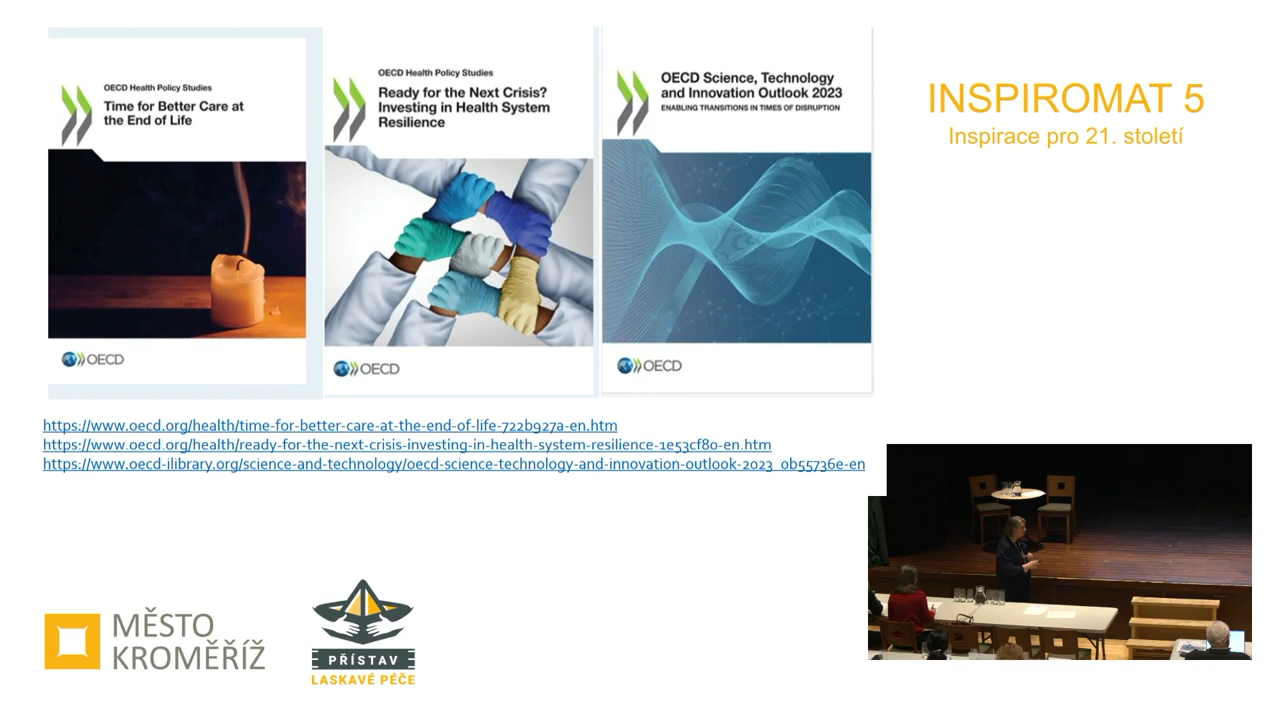 OECD Health Policy Studies
Time for Better Care at
the End of Life
OECD
OECD Health Policy Studies
Ready for the Next Crisis?
Investing in Health System
Resilience
OECD
OECD Science, Technology
and Innovation Outlook 2023
ENABLING TRANSITIONS IN TIMES OF DISRUPTION
OECD
INSPIROMAT 5
Inspirace pro 21. století
https://www.oecd.org/health/time-for-better-care-at-the-end-of-life-722b927a-en.htm
https://www.oecd.org/health/ready-for-the-next-crisis-investing-in-health-system-resilience-1e53cf80-en.htm
https://www.oecd-ilibrary.org/science-and-technology/oecd-science-technology-and-innovation-outlook-2023_0b55736e-en
MĚSTO
KROMĚŘÍŽ
PŘÍSTAV
LASKAVÉ PÉČE